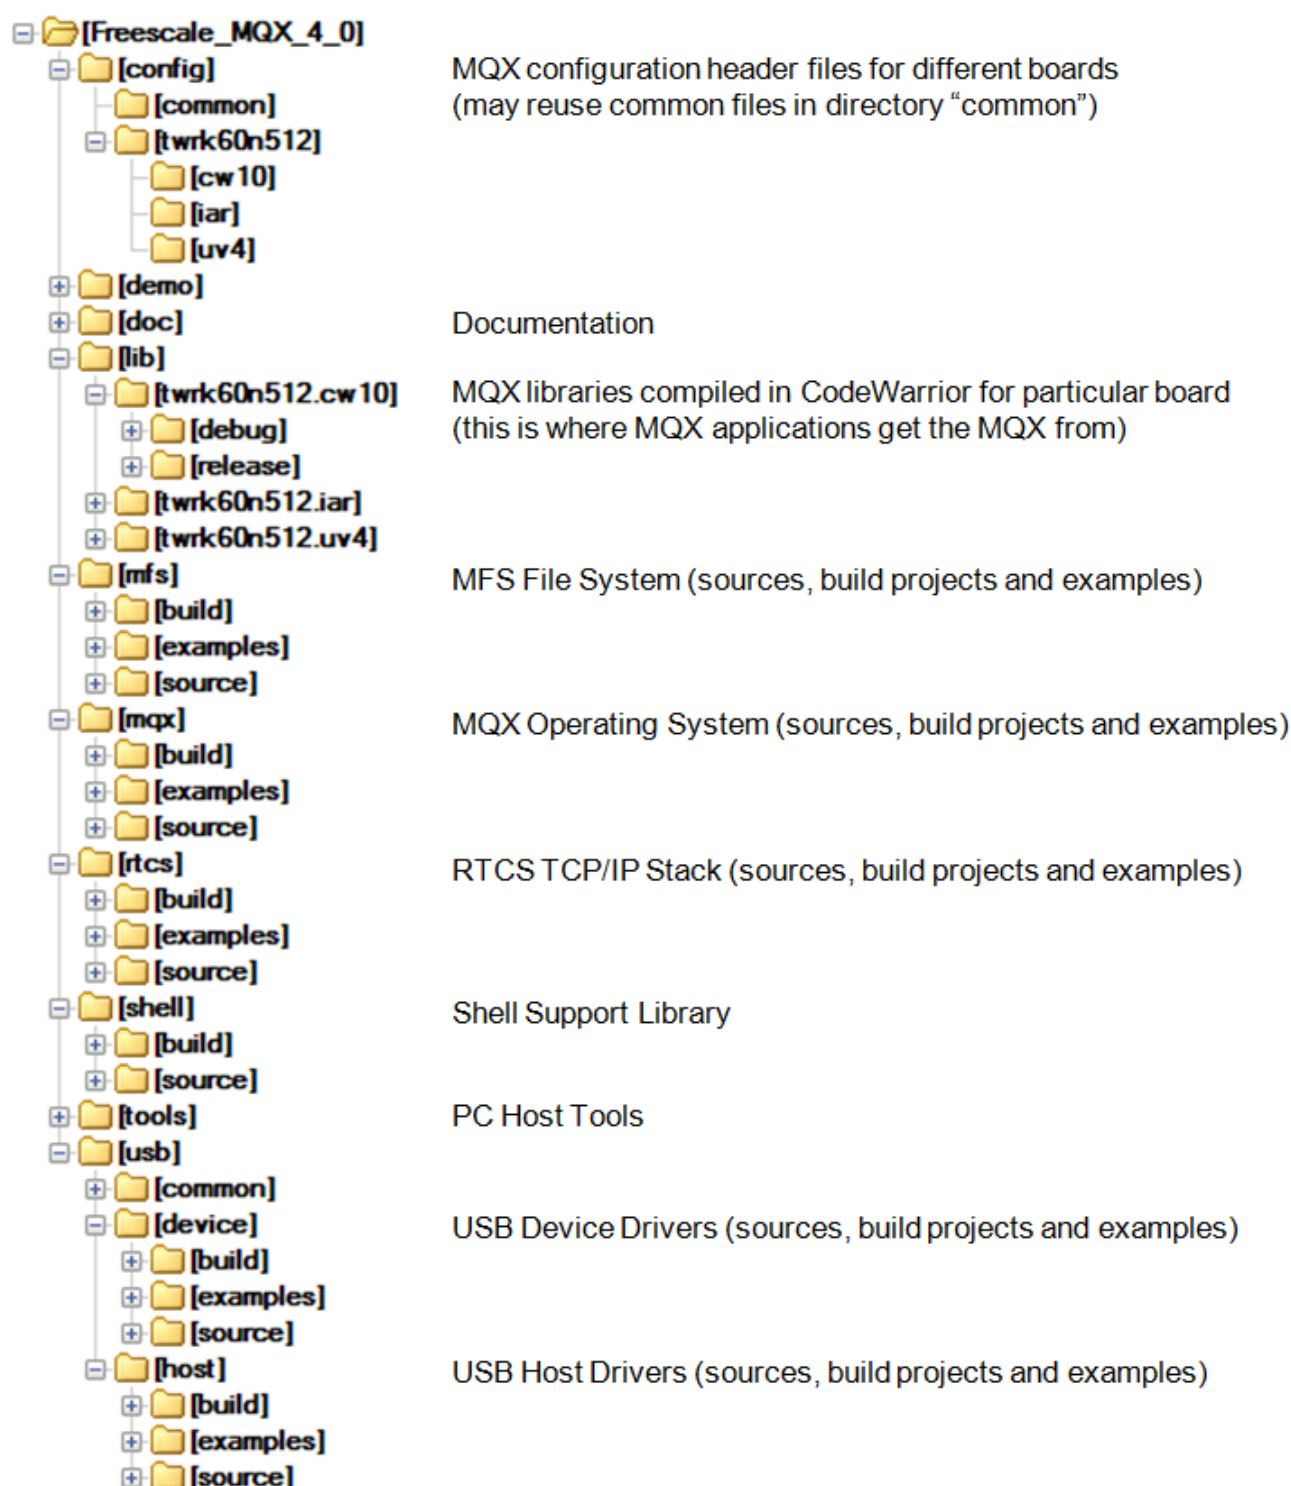 [Freescale_MQX_4_0]
[config] MQX configuration header files for different boards
[common] (may reuse common files in directory “common”)
[twrk60n512]
[cw10]
[iar]
[uv4]
[demo]
[doc] Documentation
[lib]
[twrk60n512.cw10] MQX libraries compiled in CodeWarrior for particular board
[debug] (this is where MQX applications get the MQX from)
[release]
[twrk60n512.iar]
[twrk60n512.uv4]
[mfs] MFS File System (sources, build projects and examples)
[build]
[examples]
[source]
[mqx] MQX Operating System (sources, build projects and examples)
[build]
[examples]
[source]
[rtcs] RTCS TCP/IP Stack (sources, build projects and examples)
[build]
[examples]
[source]
[shell] Shell Support Library
[build]
[source]
[tools] PC Host Tools
[usb]
[common]
[device] USB Device Drivers (sources, build projects and examples)
[build]
[examples]
[source]
[host] USB Host Drivers (sources, build projects and examples)
[build]
[examples]
[source]